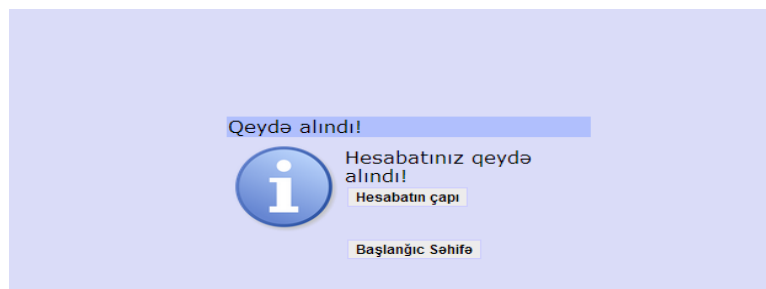 Qeydə alındı!
Hesabatınız qeydə
alındı!
Hesabatın çapı
Başlanğıc Səhifə